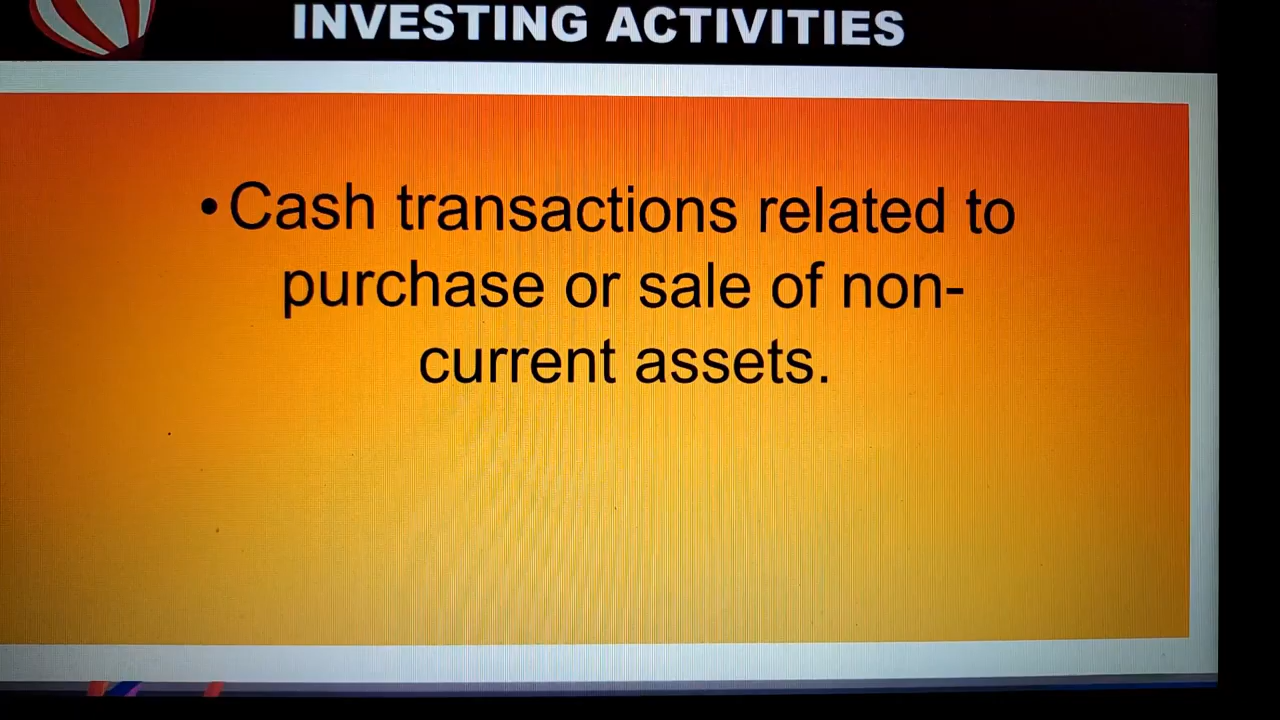 INVESTING ACTIVITIES
•Cash transactions related to
purchase or sale of non-
current assets.